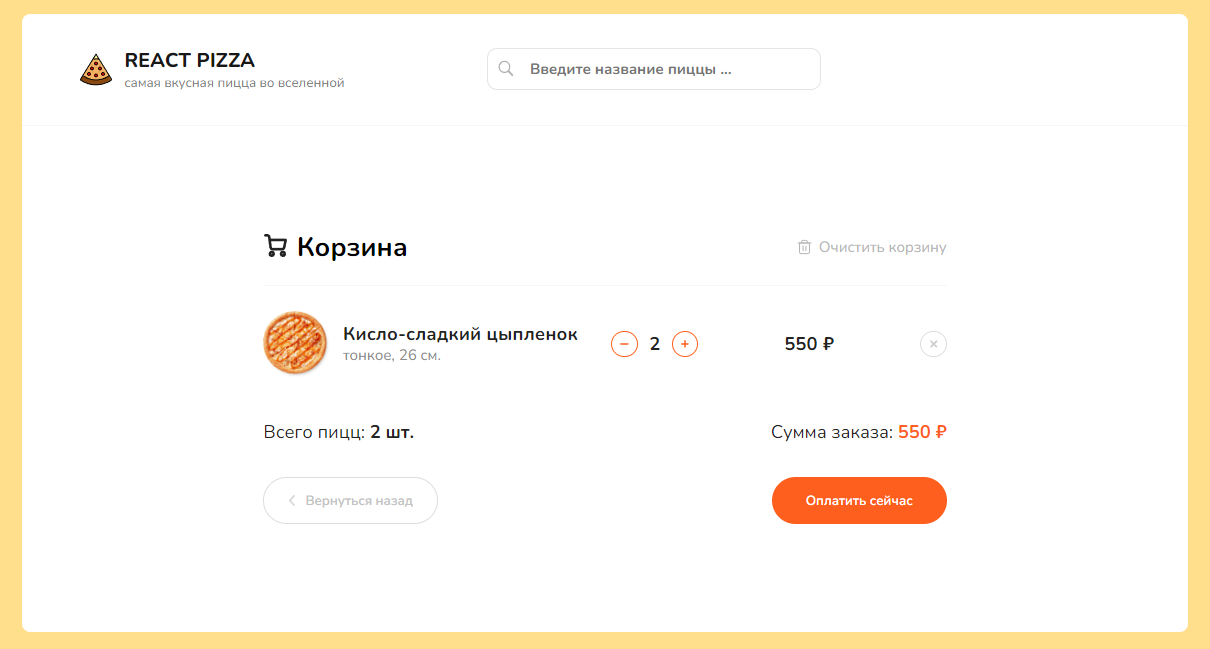 REACT PIZZA
самая вкусная пицца во вселенной
Введите название пиццы ...
Корзина
Очистить корзину
Кисло-сладкий цыпленок
тонкое, 26 см.
2
550 ₽
Всего пицц: 2 шт.
Сумма заказа: 550 ₽
Вернуться назад
Оплатить сейчас